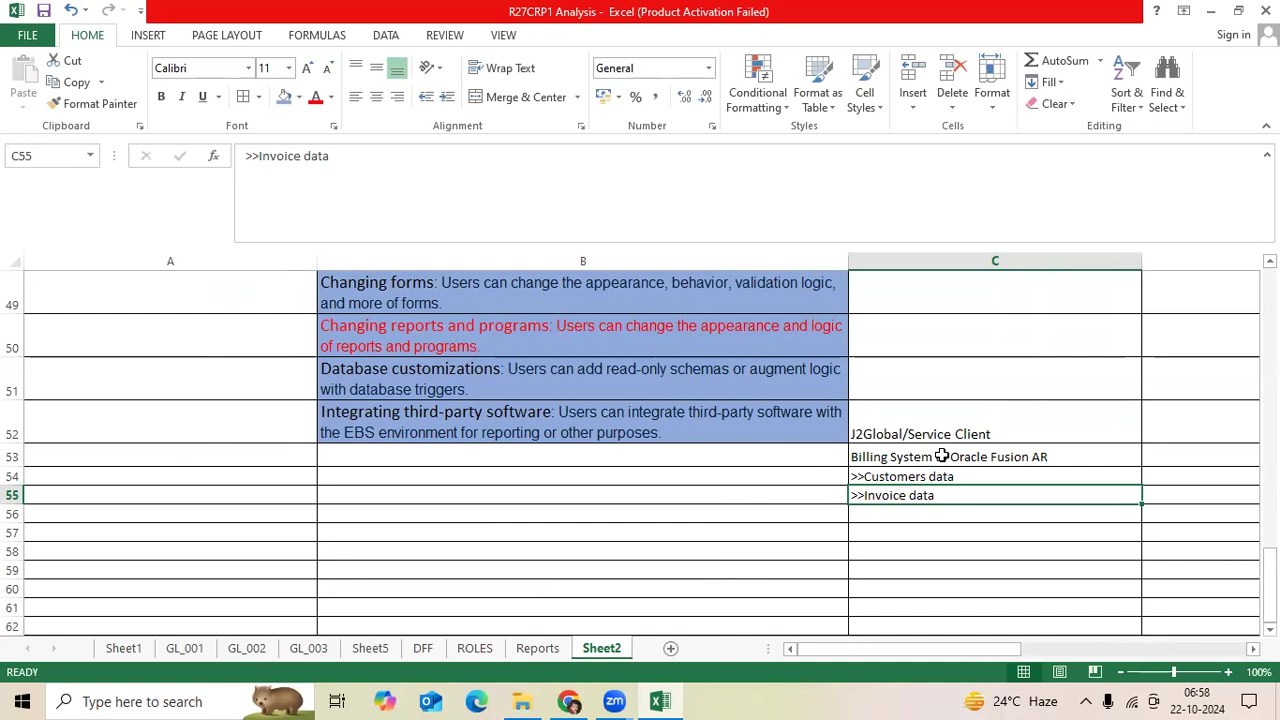 R27CRP1 Analysis - Excel (Product Activation Failed)
?
FILE HOME INSERT PAGE LAYOUT FORMULAS DATA REVIEW VIEW Sign in
Paste
Cut
Copy
Format Painter
Clipboard
Calibri 11
B I U
Font
Wrap Text
Merge & Center
Alignment
General
%
Number
Conditional Formatting
Format as Table
Cell Styles
Styles
Insert Delete Format
Cells
AutoSum
Fill
Clear
Sort & Filter
Find & Select
Editing
C55 fx >>Invoice data
A B C
49 Changing forms: Users can change the appearance, behavior, validation logic,
and more of forms.
50 Changing reports and programs: Users can change the appearance and logic
of reports and programs.
51 Database customizations: Users can add read-only schemas or augment logic
with database triggers.
52 Integrating third-party software: Users can integrate third-party software with
the EBS environment for reporting or other purposes. J2Global/Service Client
53 Billing System Oracle Fusion AR
54 >>Customers data
55 >>Invoice data
56
57
58
59
60
61
62
Sheet1 GL_001 GL_002 GL_003 Sheet5 DFF ROLES Reports Sheet2
READY 100%
Type here to search
zm
24°C Haze
06:58
22-10-2024